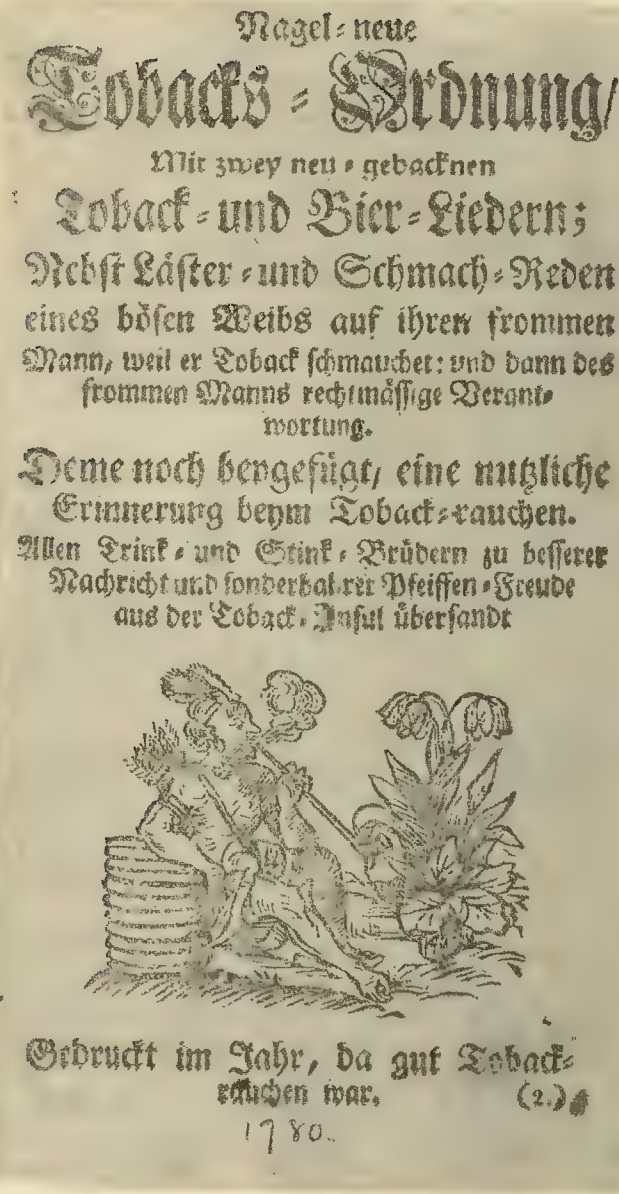 Nagel-neue
Tobacks-Ordnung/
Mit zwey neu-gebacknen
Toback-und Bier-Liedern;
Nebst Läster-und Schmach-Reden
eines bösen Weibs auf ihren frommen
Mann/ weil er Toback schmauchet: und dann des
frommen Manns rechtmässige Verant-
wortung.
Deme noch beygefügt/ eine nutzliche
Erinnerung beym Toback-rauchen.
Allen Trink-und Stink-Brüdern zu besserer
Nachricht und sonderbahrer Pfeiffen-Freude
aus der Toback-Insul übersandt
Gedruckt im Jahr, da gut Toback-
rauchen war.
(2.)
1780.